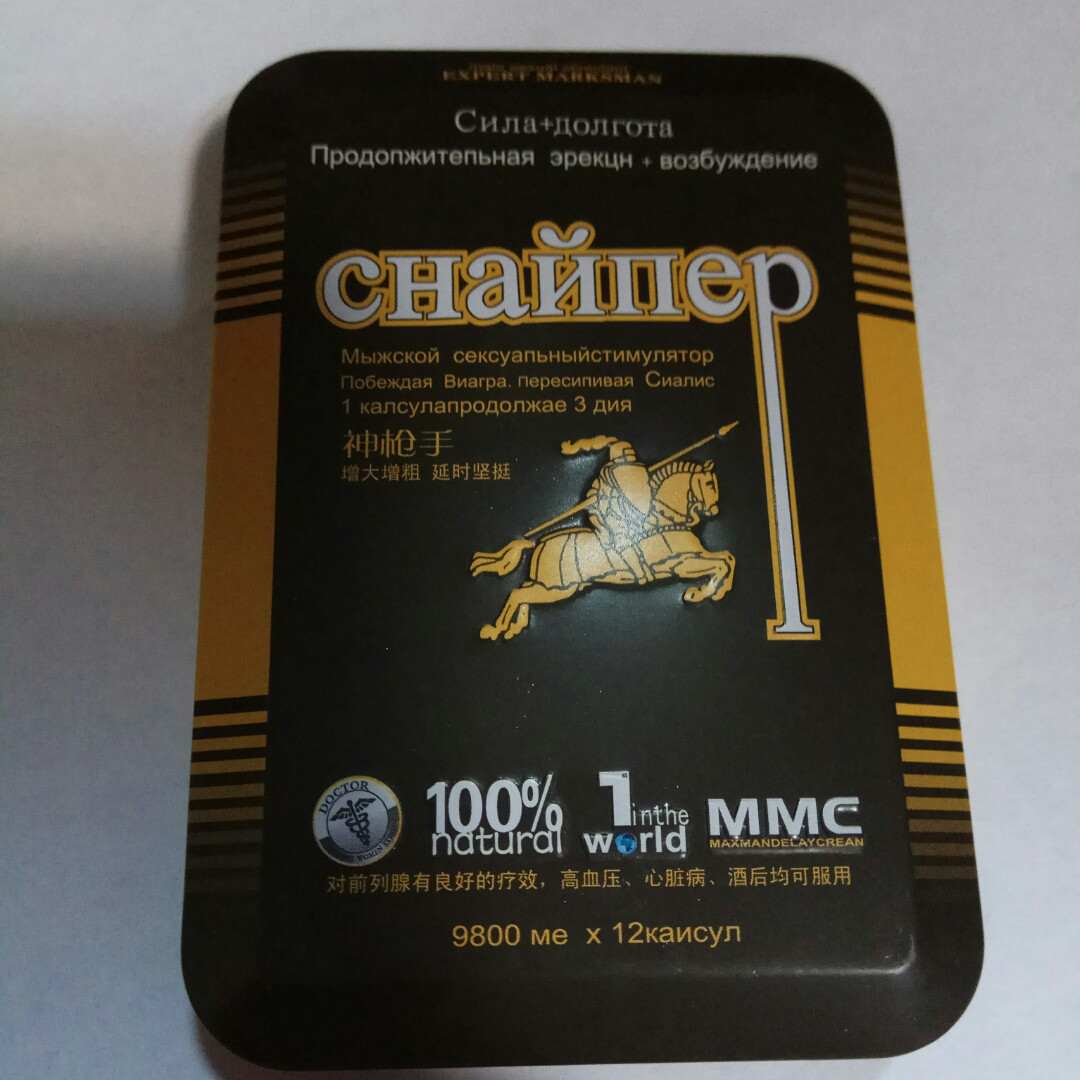 EXPERT MARKSMAN
Сила+долгота
Продопжитепьная эрекцн + возбуждение
снайпер
Мыжской сексуапьныйстимулятор
Побеждая Виагра. пересипивая Сиалис
1 калсулапродолжае 3 дия
神枪手
增大增粗 延时坚挺
DOCTOR
100%
natural
1st
in the
world
MMC
MAXMANDELAYCREAN
对前列腺有良好的疗效，高血压、心脏病、酒后均可服用
9800 ме х 12каисул